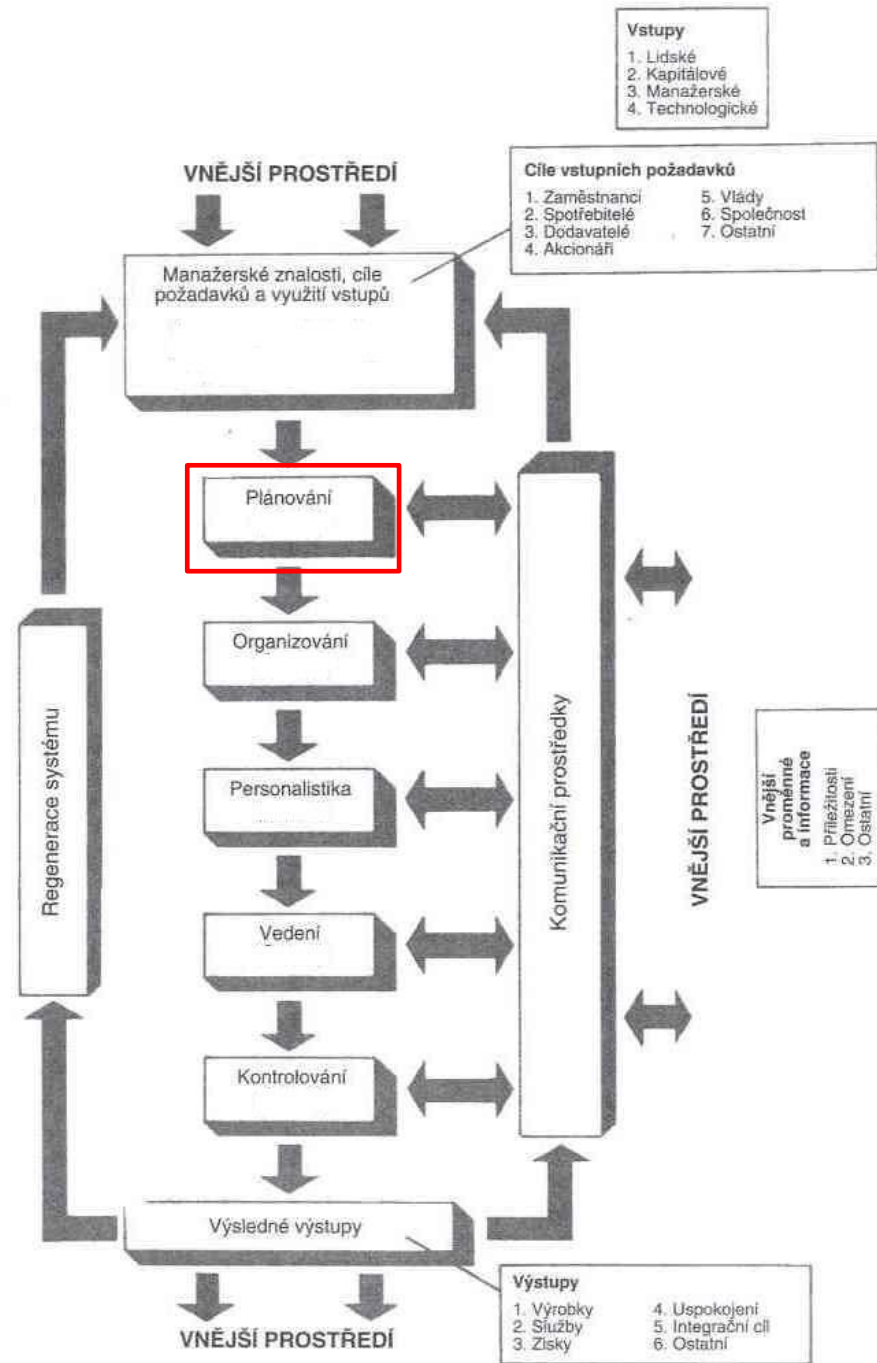 Vstupy
1. Lidské
2. Kapitálové
3. Manažerské
4. Technologické
VNĚJŠÍ PROSTŘEDÍ
Cíle vstupních požadavků
1. Zaměstnanci
2. Spotřebitelé
3. Dodavatelé
4. Akcionáři
5. Vlády
6. Společnost
7. Ostatní
Manažerské znalosti, cíle
požadavků a využití vstupů
Plánování
Organizování
Personalistika
Vedení
Kontrolování
Regenerace systému
Komunikační prostředky
VNĚJŠÍ PROSTŘEDÍ
Vnější
proměnné
a informace
1. Příležitosti
2. Omezení
3. Ostatní
Výsledné výstupy
Výstupy
1. Výrobky
2. Služby
3. Zisky
4. Uspokojení
5. Integrační cíl
6. Ostatní
VNĚJŠÍ PROSTŘEDÍ